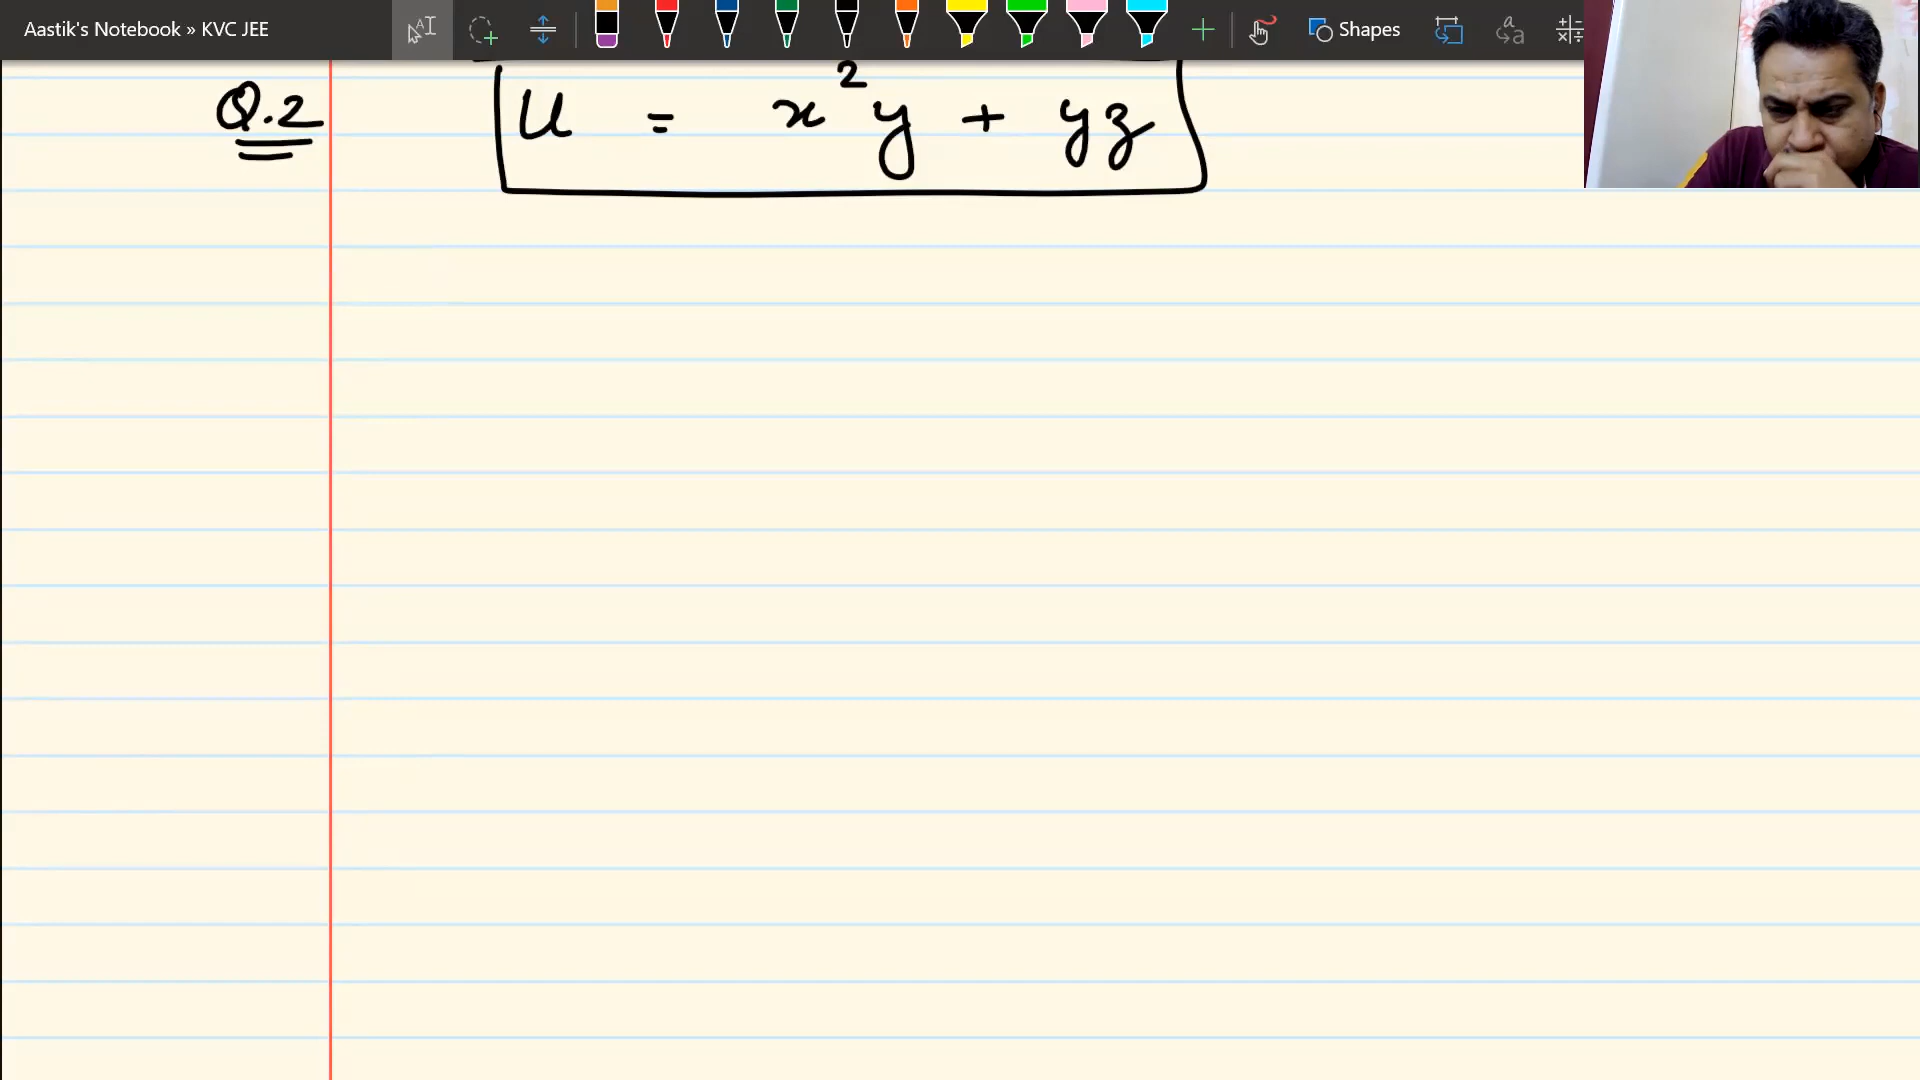 Aastik's Notebook » KVC JEE
Shapes
Q.2 U = x²y + yz